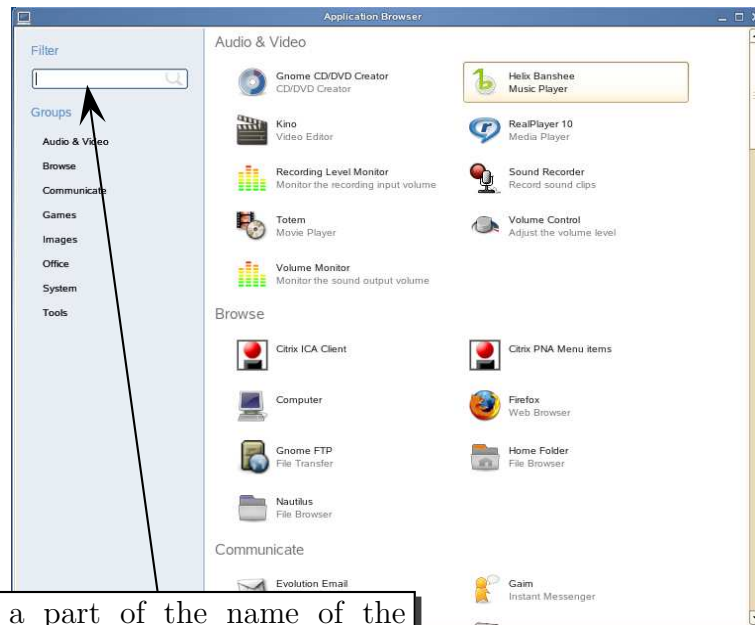 Application Browser
Filter
Groups
Audio & Video
Browse
Communicate
Games
Images
Office
System
Tools
Audio & Video
Gnome CD/DVD Creator
CD/DVD Creator
Helix Banshee
Music Player
Kino
Video Editor
RealPlayer 10
Media Player
Recording Level Monitor
Monitor the recording input volume
Sound Recorder
Record sound clips
Totem
Movie Player
Volume Control
Adjust the volume level
Volume Monitor
Monitor the sound output volume
Browse
Citrix ICA Client
Citrix PNA Menu items
Computer
Firefox
Web Browser
Gnome FTP
File Transfer
Home Folder
File Browser
Nautilus
File Browser
Communicate
Evolution Email
Gaim
Instant Messenger
a part of the name of the